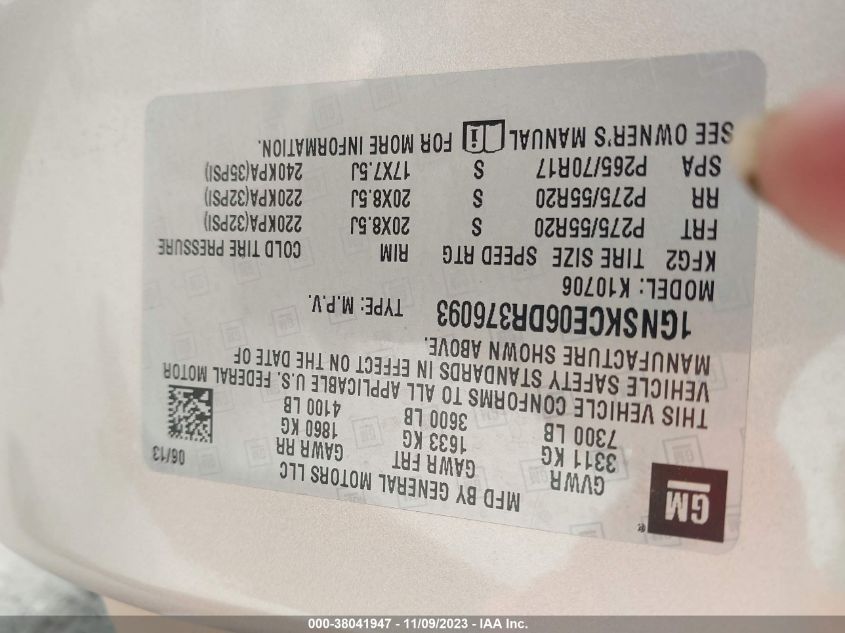 GM
®
MFD BY GENERAL MOTORS LLC
06/13
GVWR GAWR FRT GAWR RR
3311 KG 1633 KG 1860 KG
7300 LB 3600 LB 4100 LB
THIS VEHICLE CONFORMS TO ALL APPLICABLE U.S. FEDERAL MOTOR
VEHICLE SAFETY STANDARDS IN EFFECT ON THE DATE OF
MANUFACTURE SHOWN ABOVE.
1GNSKCE06DR376093 TYPE: M.P.V.
MODEL: K10706
KFG2 TIRE SIZE SPEED RTG RIM COLD TIRE PRESSURE
FRT P275/55R20 S 20X8.5J 220KPA(32PSI)
RR P275/55R20 S 20X8.5J 220KPA(32PSI)
SPA P265/70R17 S 17X7.5J 240KPA(35PSI)
SEE OWNER'S MANUAL i FOR MORE INFORMATION.
000-38041947 - 11/09/2023 - IAA Inc.